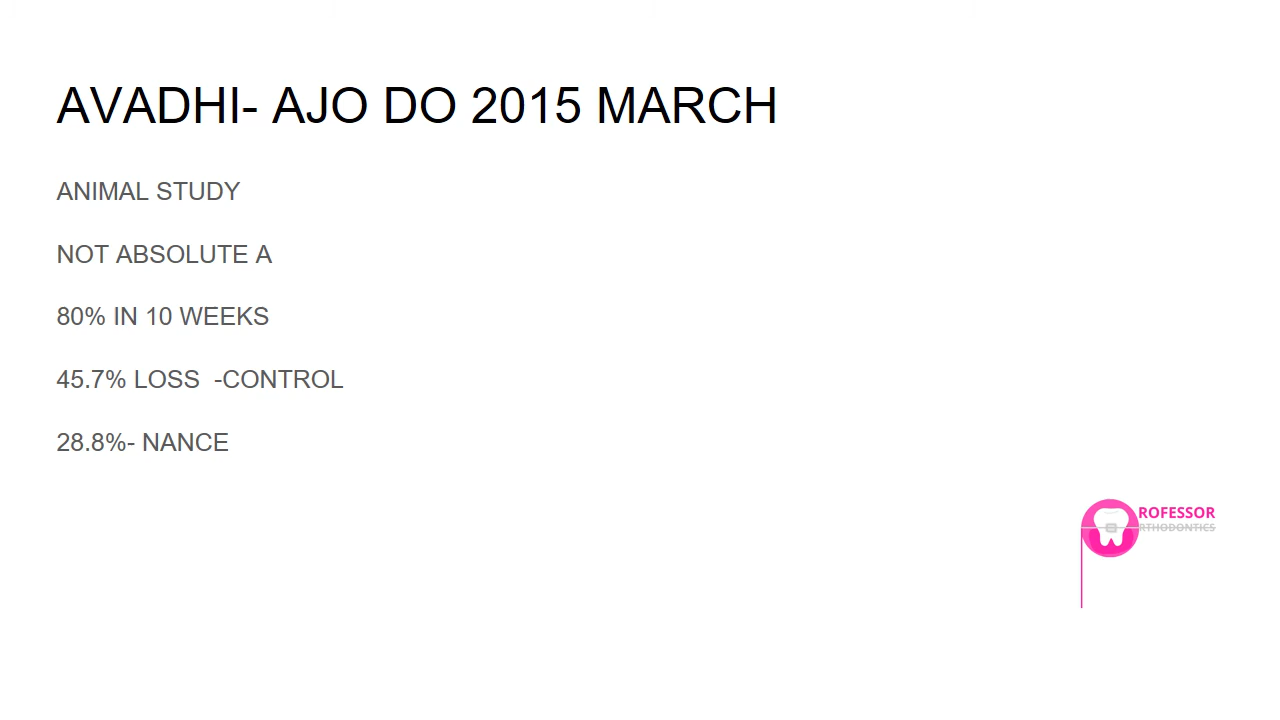 AVADHI- AJO DO 2015 MARCH
ANIMAL STUDY
NOT ABSOLUTE A
80% IN 10 WEEKS
45.7% LOSS -CONTROL
28.8%- NANCE
ROFESSOR
RTHODONTICS